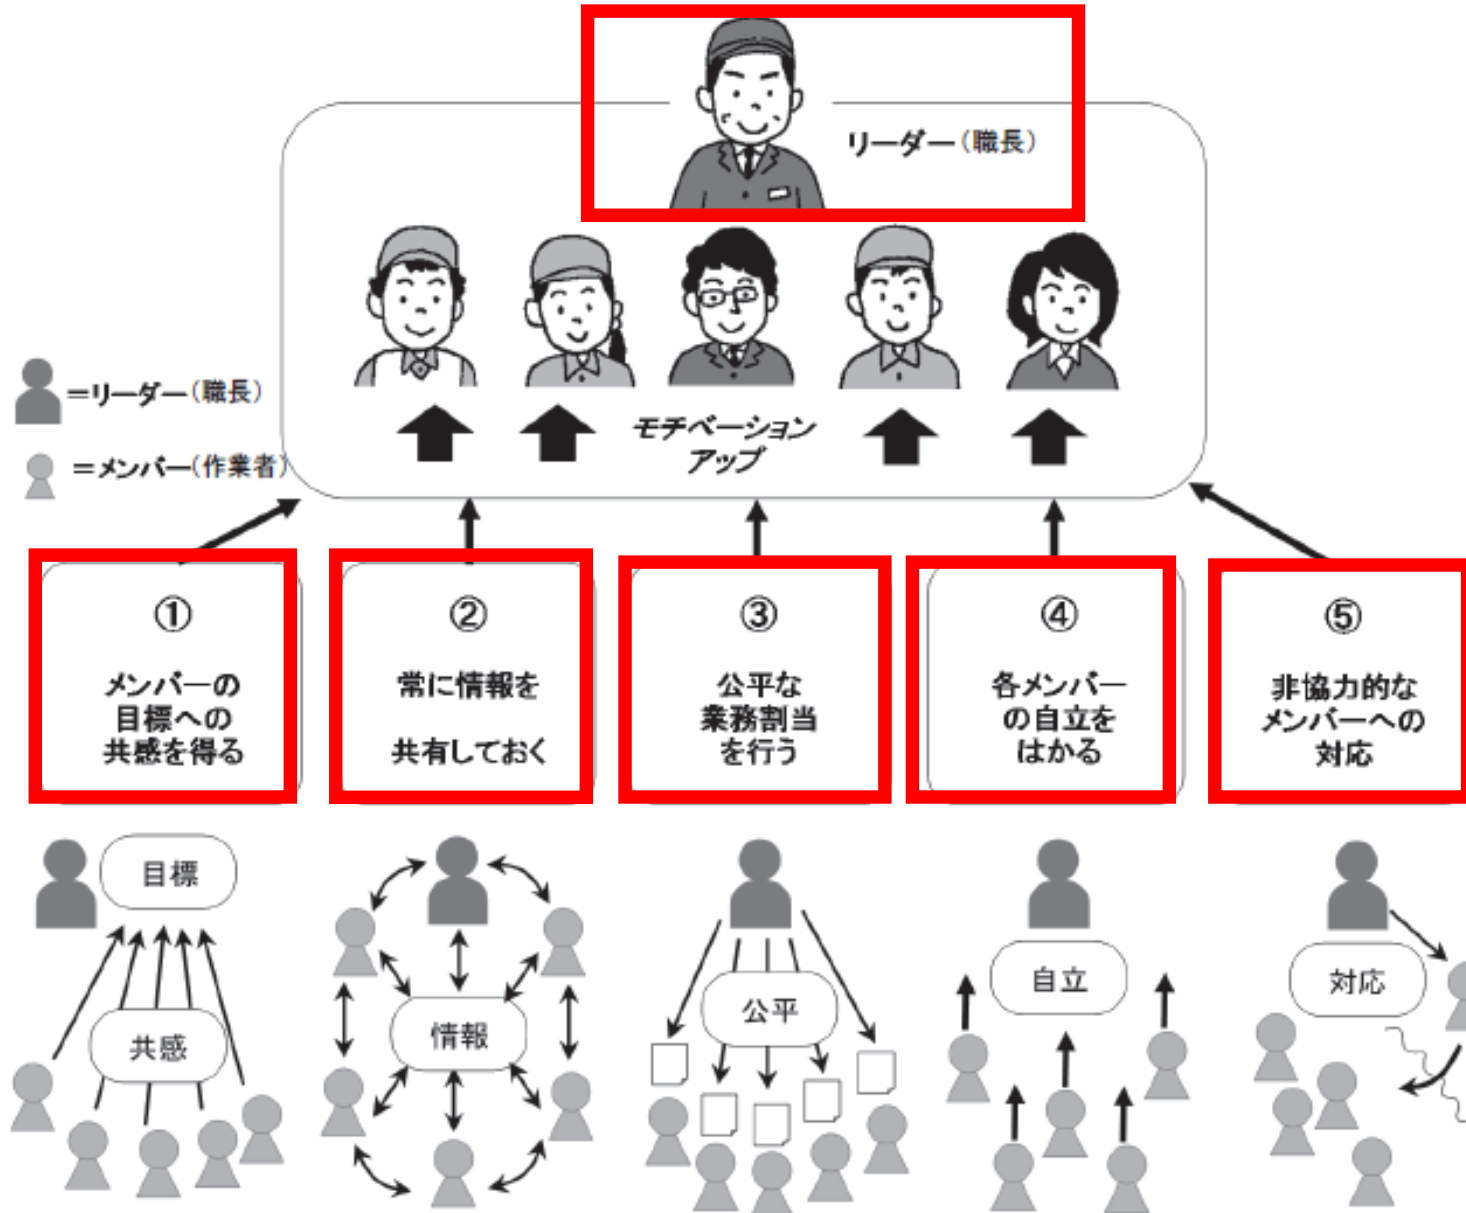 リーダー(職長)
=リーダー(職長)
=メンバー(作業者)
モチベーション
アップ
①
メンバーの
目標への
共感を得る
②
常に情報を
共有しておく
③
公平な
業務割当
を行う
④
各メンバー
の自立を
はかる
⑤
非協力的な
メンバーへの
対応
目標
共感
情報
公平
自立
対応